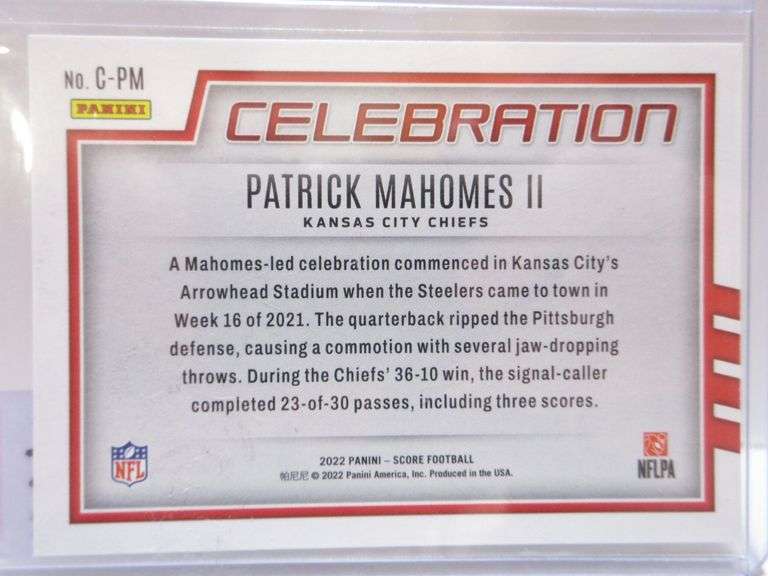 No. C-PM
PANINI
CELEBRATION
PATRICK MAHOMES II
KANSAS CITY CHIEFS
A Mahomes-led celebration commenced in Kansas City's
Arrowhead Stadium when the Steelers came to town in
Week 16 of 2021. The quarterback ripped the Pittsburgh
defense, causing a commotion with several jaw-dropping
throws. During the Chiefs' 36-10 win, the signal-caller
completed 23-of-30 passes, including three scores.
2022 PANINI – SCORE FOOTBALL
帕尼尼 © 2022 Panini America, Inc. Produced in the USA.
NFL
NFLPA